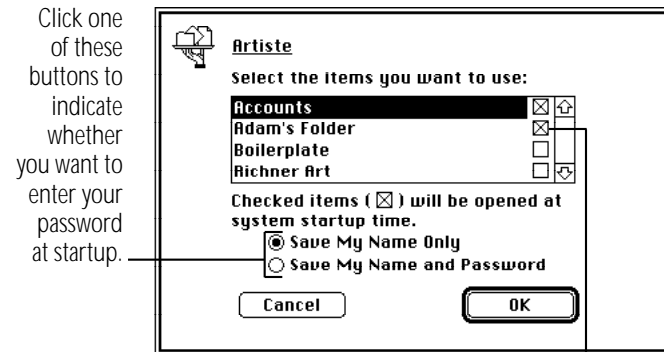 Click one
of these
buttons to
indicate
whether
you want to
enter your
password
at startup.
Artiste
Select the items you want to use:
Accounts
Adam's Folder
Boilerplate
Richner Art
Checked items ( ☒ ) will be opened at
system startup time.
Save My Name Only
Save My Name and Password
Cancel
OK